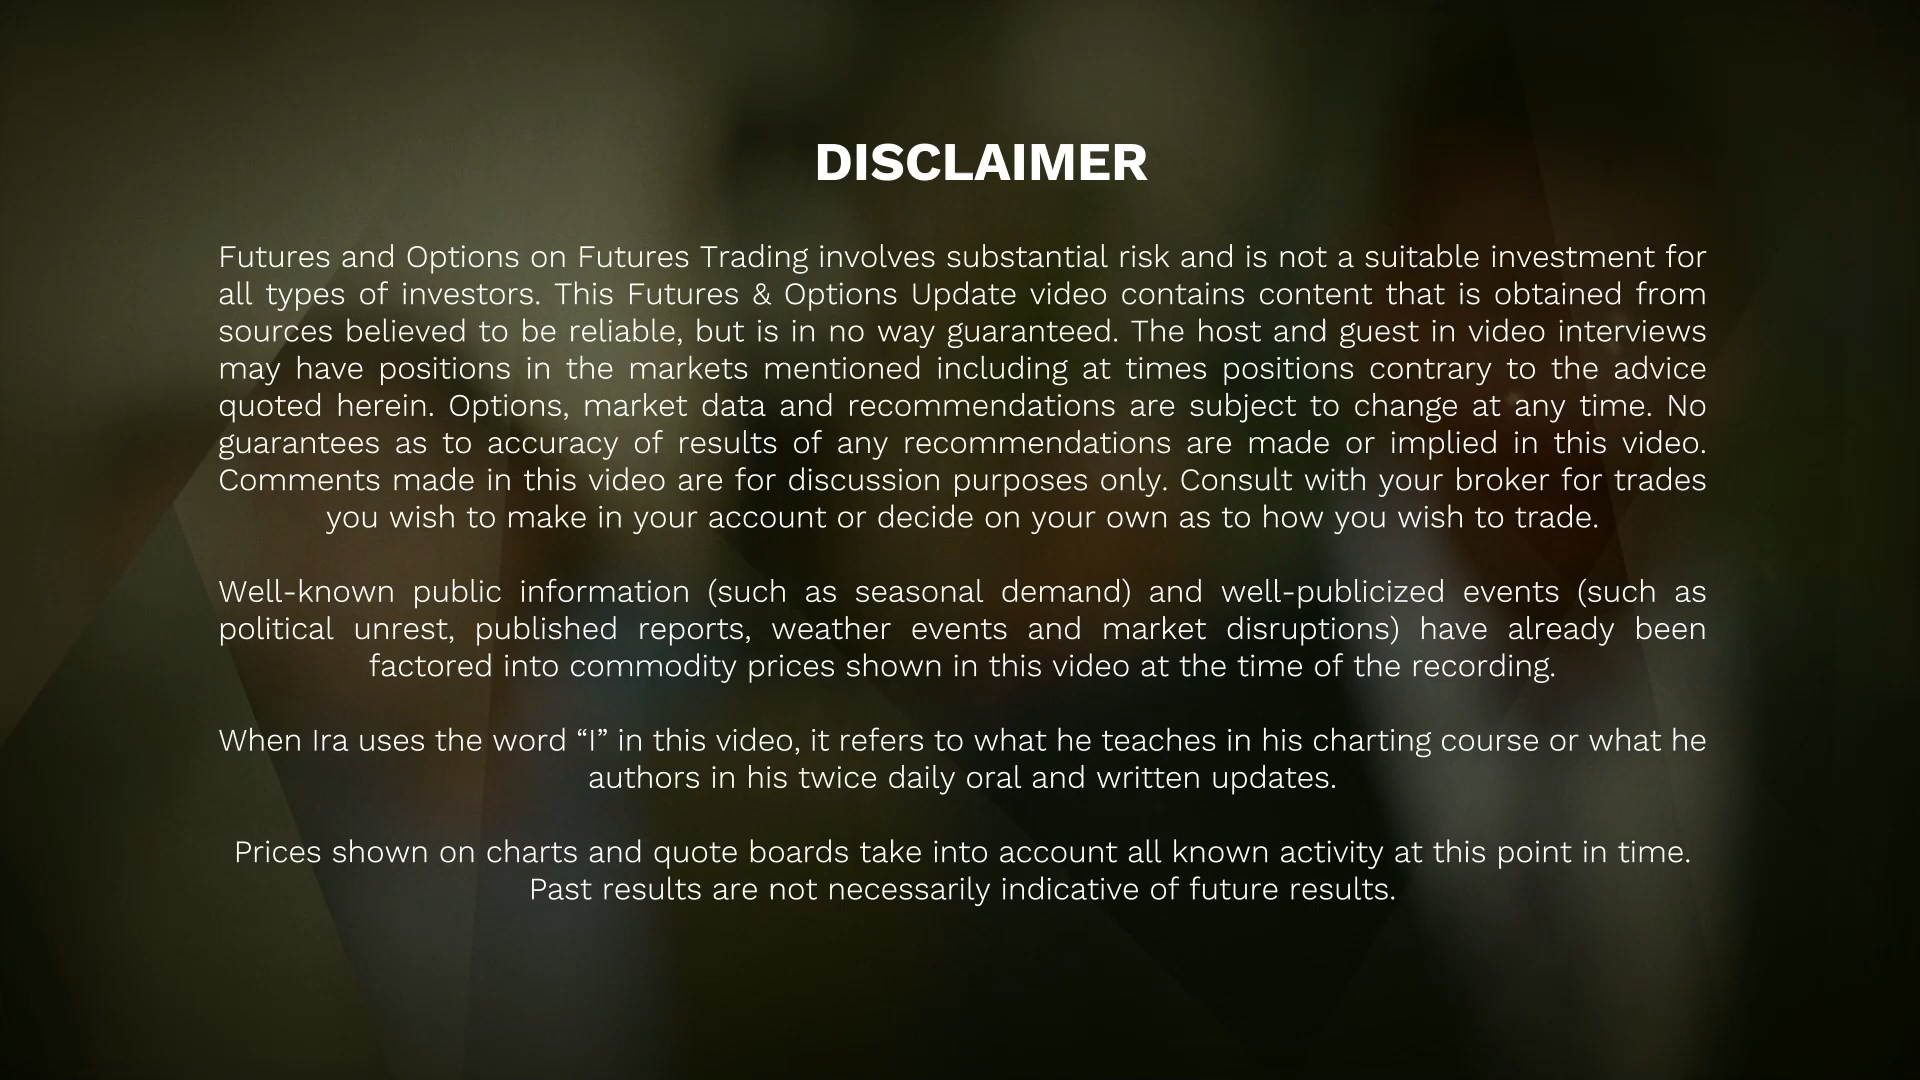 DISCLAIMER
Futures and Options on Futures Trading involves substantial risk and is not a suitable investment for
all types of investors. This Futures & Options Update video contains content that is obtained from
sources believed to be reliable, but is in no way guaranteed. The host and guest in video interviews
may have positions in the markets mentioned including at times positions contrary to the advice
quoted herein. Options, market data and recommendations are subject to change at any time. No
guarantees as to accuracy of results of any recommendations are made or implied in this video.
Comments made in this video are for discussion purposes only. Consult with your broker for trades
you wish to make in your account or decide on your own as to how you wish to trade.
Well-known public information (such as seasonal demand) and well-publicized events (such as
political unrest, published reports, weather events and market disruptions) have already been
factored into commodity prices shown in this video at the time of the recording.
When Ira uses the word “I” in this video, it refers to what he teaches in his charting course or what he
authors in his twice daily oral and written updates.
Prices shown on charts and quote boards take into account all known activity at this point in time.
Past results are not necessarily indicative of future results.